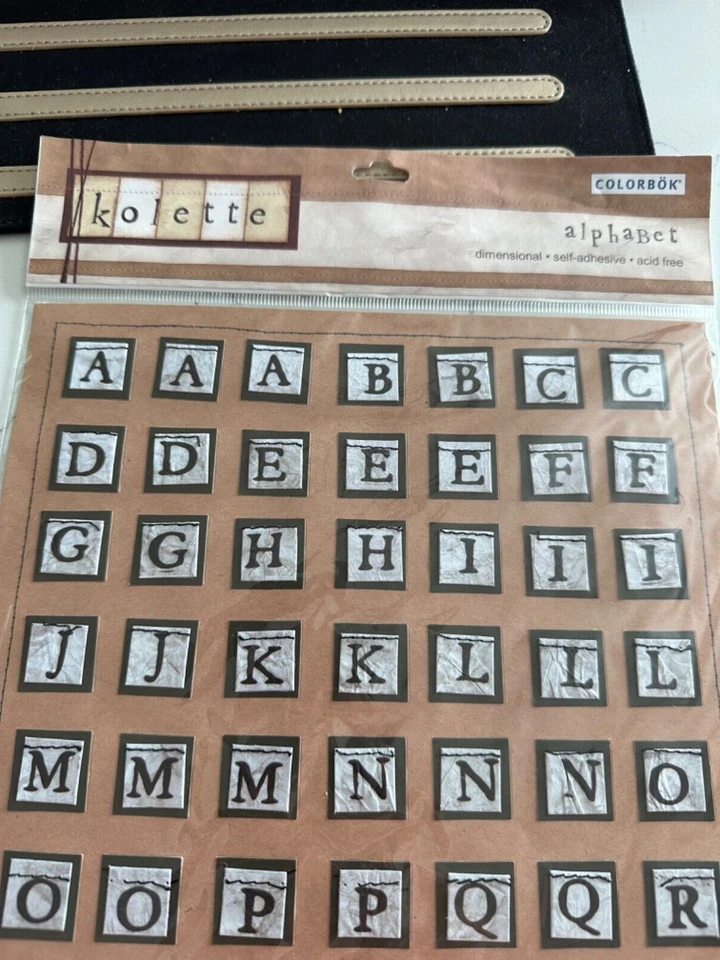 COLORBÖK®
kolette
alphaBet
dimensional • self-adhesive • acid free
A A A B B C C
D D E E E F F
G G H H I I I
J J K K L L L
M M M N N N O
O O P P Q Q R